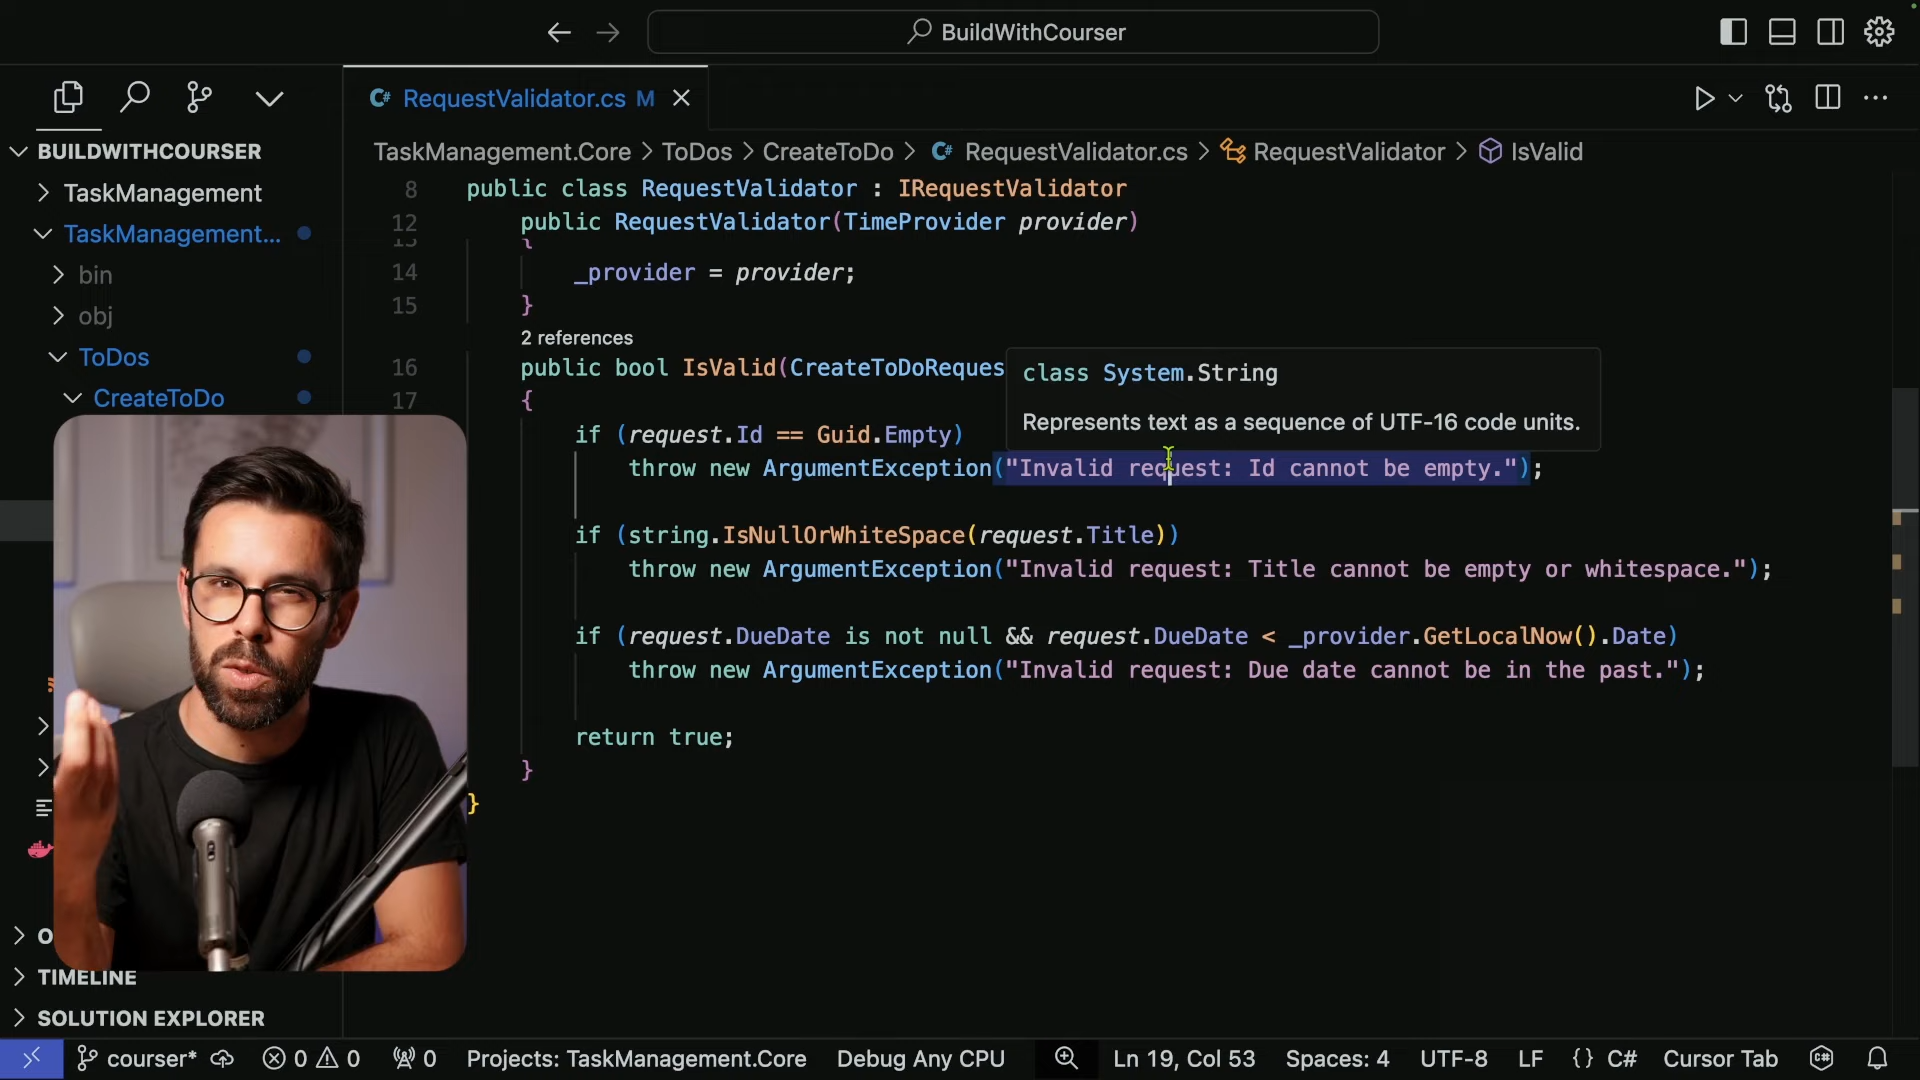 BuildWithCourser
RequestValidator.cs M
BUILDWITHCOURSER
TaskManagement
TaskManagement...
bin
obj
ToDos
CreateToDo
TIMELINE
SOLUTION EXPLORER
TaskManagement.Core > ToDos > CreateToDo > C# RequestValidator.cs > RequestValidator > IsValid
8 public class RequestValidator : IRequestValidator
12 public RequestValidator(TimeProvider provider)
13 {
14 _provider = provider;
15 }
2 references
16 public bool IsValid(CreateToDoReques
class System.String
Represents text as a sequence of UTF-16 code units.
17 {
if (request.Id == Guid.Empty)
throw new ArgumentException("Invalid request: Id cannot be empty.");
if (string.IsNullOrWhiteSpace(request.Title))
throw new ArgumentException("Invalid request: Title cannot be empty or whitespace.");
if (request.DueDate is not null && request.DueDate < _provider.GetLocalNow().Date)
throw new ArgumentException("Invalid request: Due date cannot be in the past.");
return true;
}
}
courser* 0 0 0 Projects: TaskManagement.Core Debug Any CPU Ln 19, Col 53 Spaces: 4 UTF-8 LF {} C# Cursor Tab